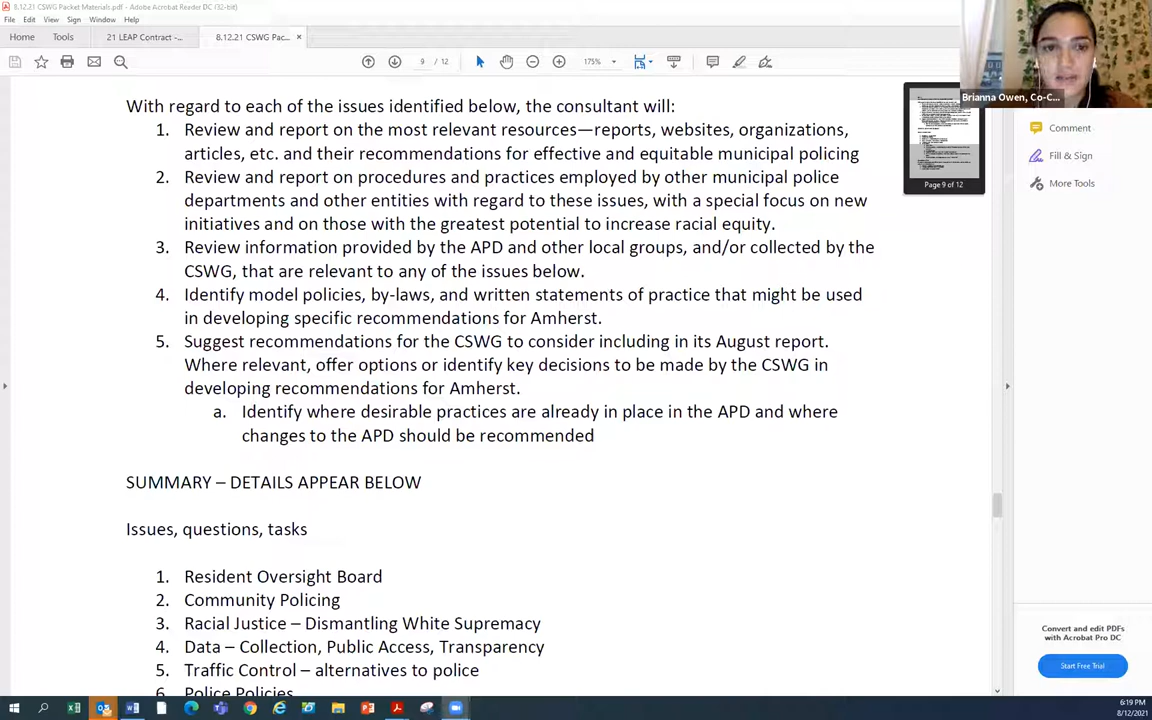 8.12.21 CSWG Packet Materials.pdf - Adobe Acrobat Reader DC (32-bit)
File Edit View Sign Window Help
Home Tools 21 LEAP Contract -... 8.12.21 CSWG Pac... ×
9 / 12 175%
Brianna Owen, Co-C...
With regard to each of the issues identified below, the consultant will:
1. Review and report on the most relevant resources—reports, websites, organizations,
articles, etc. and their recommendations for effective and equitable municipal policing
2. Review and report on procedures and practices employed by other municipal police
departments and other entities with regard to these issues, with a special focus on new
initiatives and on those with the greatest potential to increase racial equity.
3. Review information provided by the APD and other local groups, and/or collected by the
CSWG, that are relevant to any of the issues below.
4. Identify model policies, by-laws, and written statements of practice that might be used
in developing specific recommendations for Amherst.
5. Suggest recommendations for the CSWG to consider including in its August report.
Where relevant, offer options or identify key decisions to be made by the CSWG in
developing recommendations for Amherst.
a. Identify where desirable practices are already in place in the APD and where
changes to the APD should be recommended
SUMMARY – DETAILS APPEAR BELOW
Issues, questions, tasks
1. Resident Oversight Board
2. Community Policing
3. Racial Justice – Dismantling White Supremacy
4. Data – Collection, Public Access, Transparency
5. Traffic Control – alternatives to police
6. Police Policies
Page 9 of 12
Comment
Fill & Sign
More Tools
Convert and edit PDFs
with Acrobat Pro DC
Start Free Trial
6:19 PM
8/12/2021